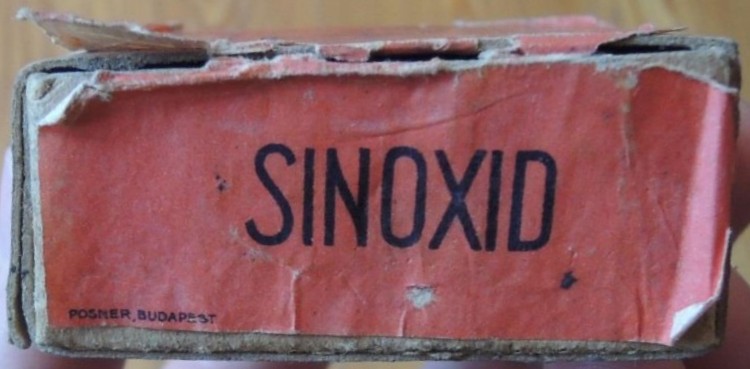 SINOXID
POSNER, BUDAPEST